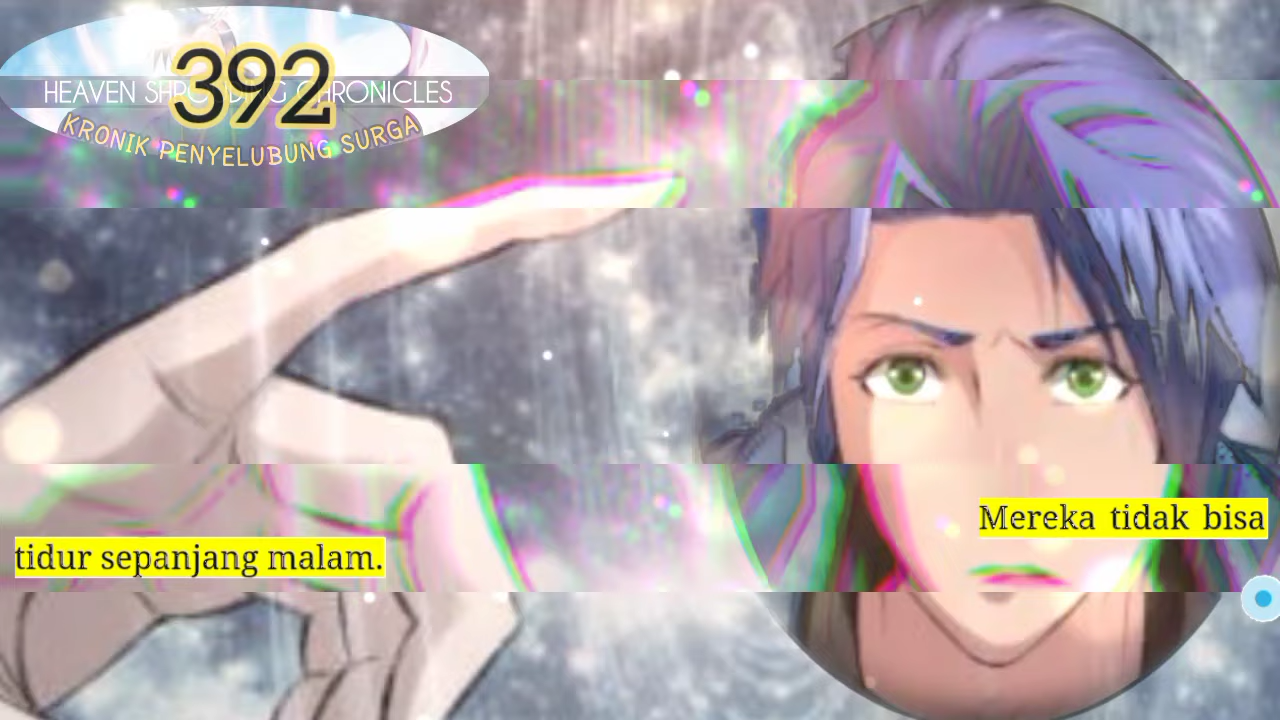 392
HEAVEN SHROUDING CHRONICLES
KRONIK PENYELUBUNG SURGA
Mereka tidak bisa
tidur sepanjang malam.